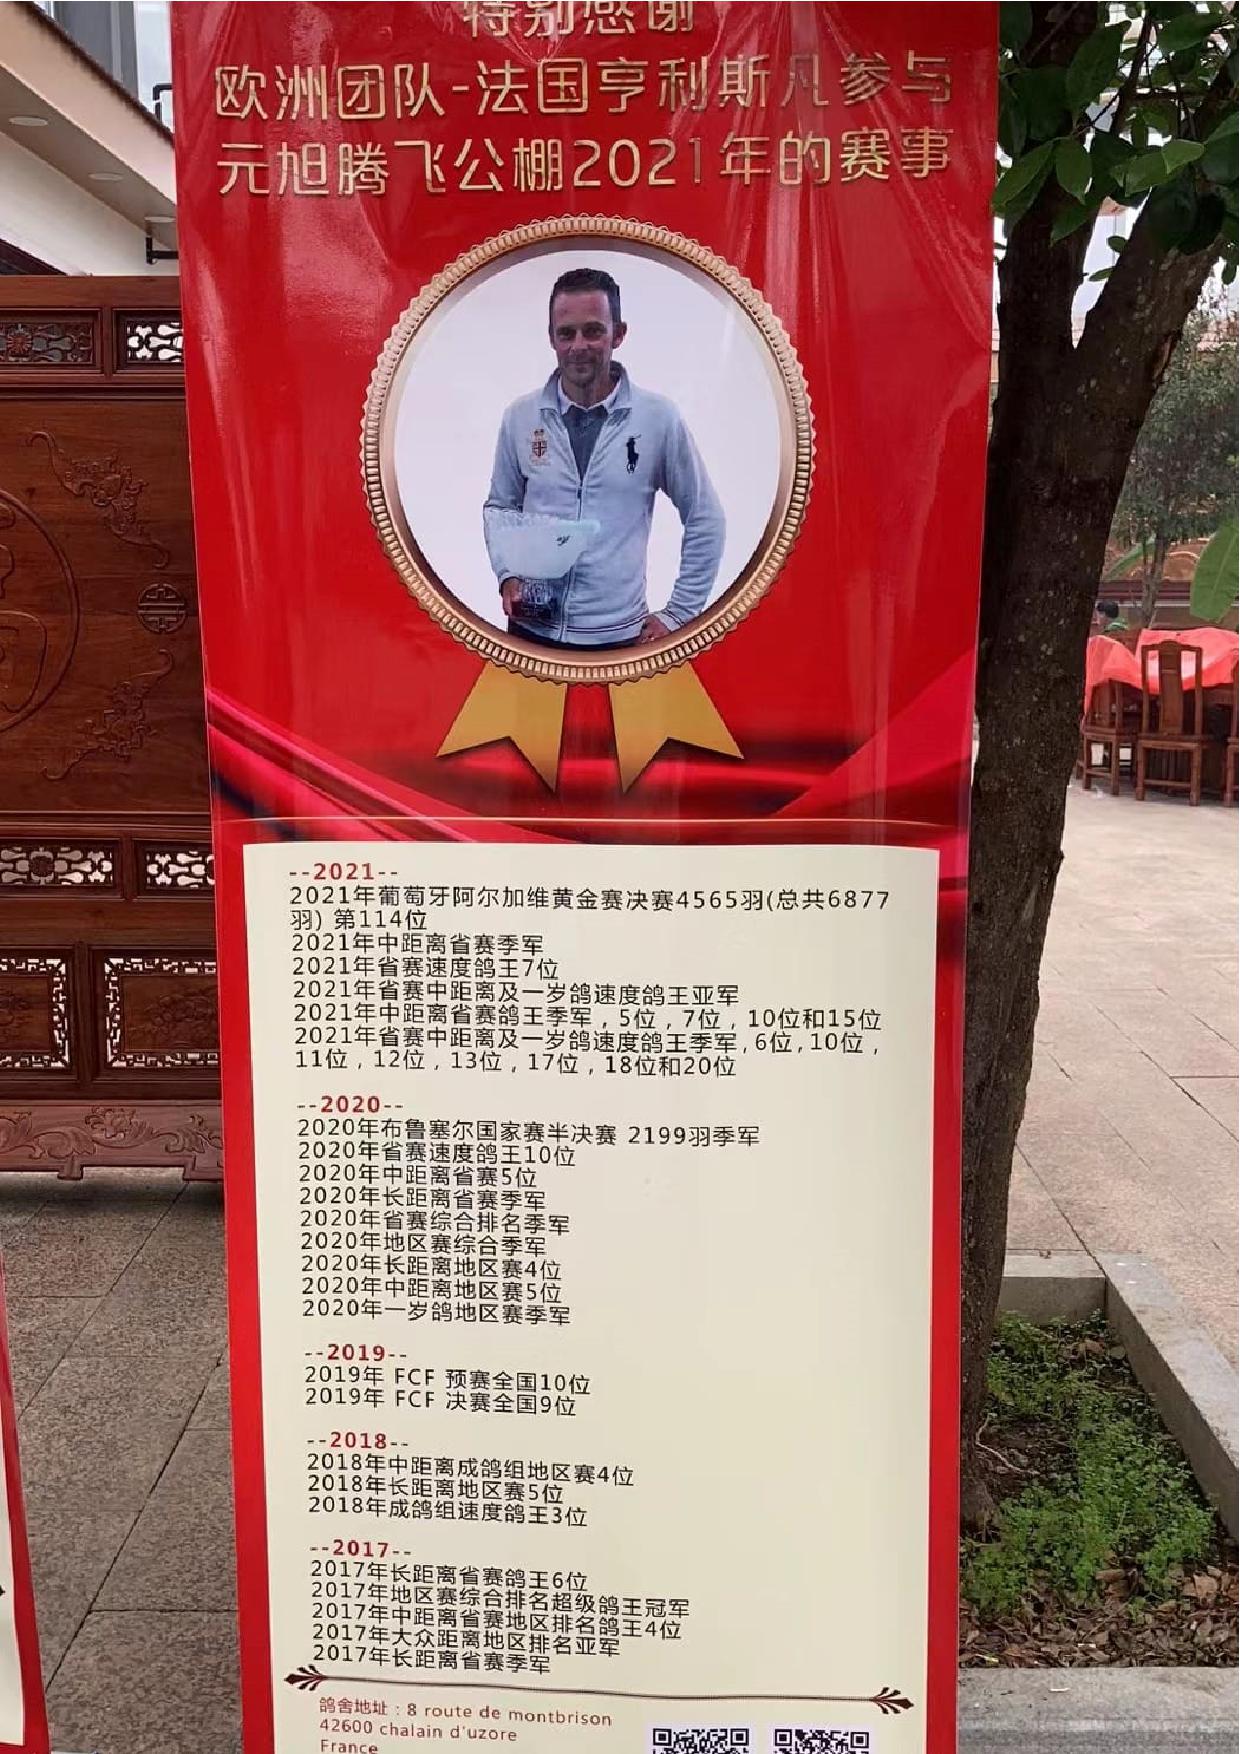 特别感谢
欧洲团队-法国亨利斯凡参与
元旭腾飞公棚2021年的赛事
--2021--
2021年葡萄牙阿尔加维黄金赛决赛4565羽(总共6877
羽) 第114位
2021年中距离省赛季军
2021年省赛速度鸽王7位
2021年省赛中距离及一岁鸽速度鸽王亚军
2021年中距离省赛鸽王季军，5位，7位，10位和15位
2021年省赛中距离及一岁鸽速度鸽王季军,6位,10位，
11位，12位，13位，17位，18位和20位
--2020--
2020年布鲁塞尔国家赛半决赛 2199羽季军
2020年省赛速度鸽王10位
2020年中距离省赛5位
2020年长距离省赛季军
2020年省赛综合排名季军
2020年地区赛综合季军
2020年长距离地区赛4位
2020年中距离地区赛5位
2020年一岁鸽地区赛季军
--2019--
2019年 FCF 预赛全国10位
2019年 FCF 决赛全国9位
--2018--
2018年中距离成鸽组地区赛4位
2018年长距离地区赛5位
2018年成鸽组速度鸽王3位
--2017--
2017年长距离省赛鸽王6位
2017年地区赛综合排名超级鸽王冠军
2017年中距离省赛地区排名鸽王4位
2017年大众距离地区排名亚军
2017年长距离省赛季军
鸽舍地址：8 route de montbrison
42600 chalain d'uzore
France